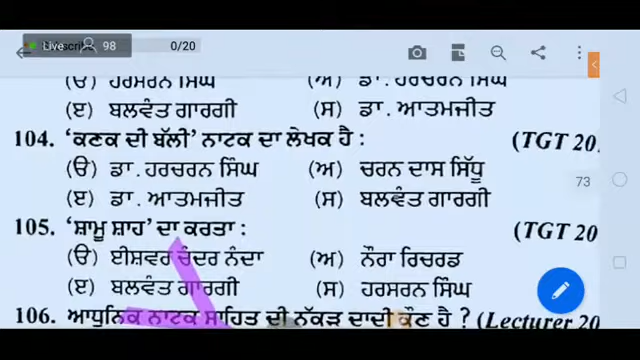 Live 98 0/20
(ੳ) ਹਰਸਰਨ ਸਿੰਘ (ਅ) ਡਾ. ਹਰਚਰਨ ਸਿੰਘ
(ੲ) ਬਲਵੰਤ ਗਾਰਗੀ (ਸ) ਡਾ. ਆਤਮਜੀਤ
104. 'ਕਣਕ ਦੀ ਬੱਲੀ' ਨਾਟਕ ਦਾ ਲੇਖਕ ਹੈ : (TGT 20
(ੳ) ਡਾ. ਹਰਚਰਨ ਸਿੰਘ (ਅ) ਚਰਨ ਦਾਸ ਸਿੱਧੂ
73
(ੲ) ਡਾ. ਆਤਮਜੀਤ (ਸ) ਬਲਵੰਤ ਗਾਰਗੀ
105. 'ਸ਼ਾਮੂ ਸ਼ਾਹ' ਦਾ ਕਰਤਾ : (TGT 20
(ੳ) ਈਸ਼ਵਰ ਚੰਦਰ ਨੰਦਾ (ਅ) ਨੌਰਾ ਰਿਚਰਡ
(ੲ) ਬਲਵੰਤ ਗਾਰਗੀ (ਸ) ਹਰਸਰਨ ਸਿੰਘ
106. ਆਧੁਨਿਕ ਨਾਟਕ ਸਾਹਿਤ ਦੀ ਨੱਕੜ ਦਾਦੀ ਕੌਣ ਹੈ ? (Lecturer 20